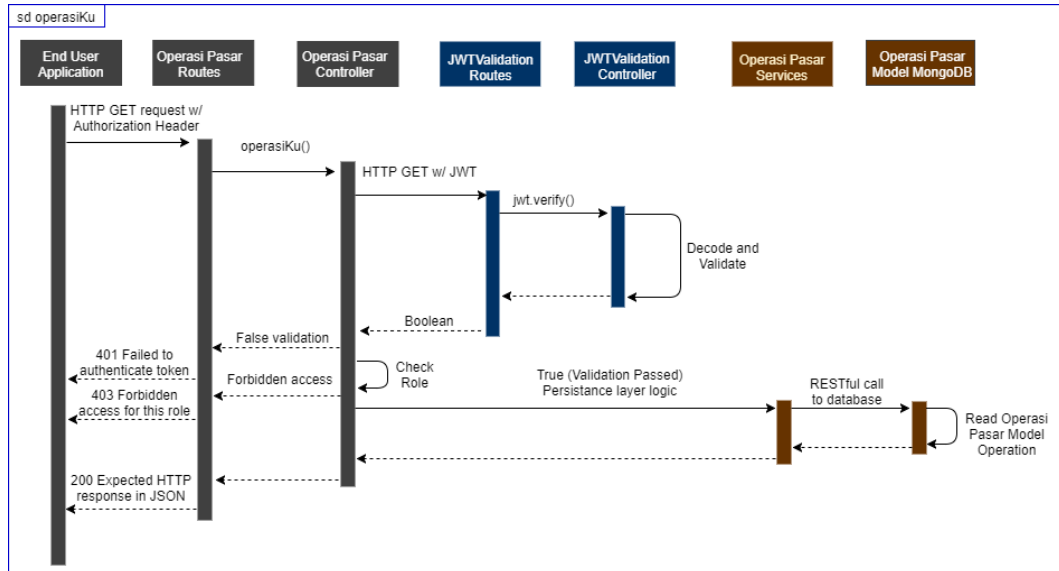 sd operasiKu
End User
Application
Operasi Pasar
Routes
Operasi Pasar
Controller
JWTValidation
Routes
JWTValidation
Controller
Operasi Pasar
Services
Operasi Pasar
Model MongoDB
HTTP GET request w/
Authorization Header
operasiKu()
HTTP GET w/ JWT
jwt.verify()
Decode and
Validate
Boolean
False validation
401 Failed to
authenticate token
Check
Role
Forbidden access
403 Forbidden
access for this role
True (Validation Passed)
Persistance layer logic
RESTful call
to database
Read Operasi
Pasar Model
Operation
200 Expected HTTP
response in JSON